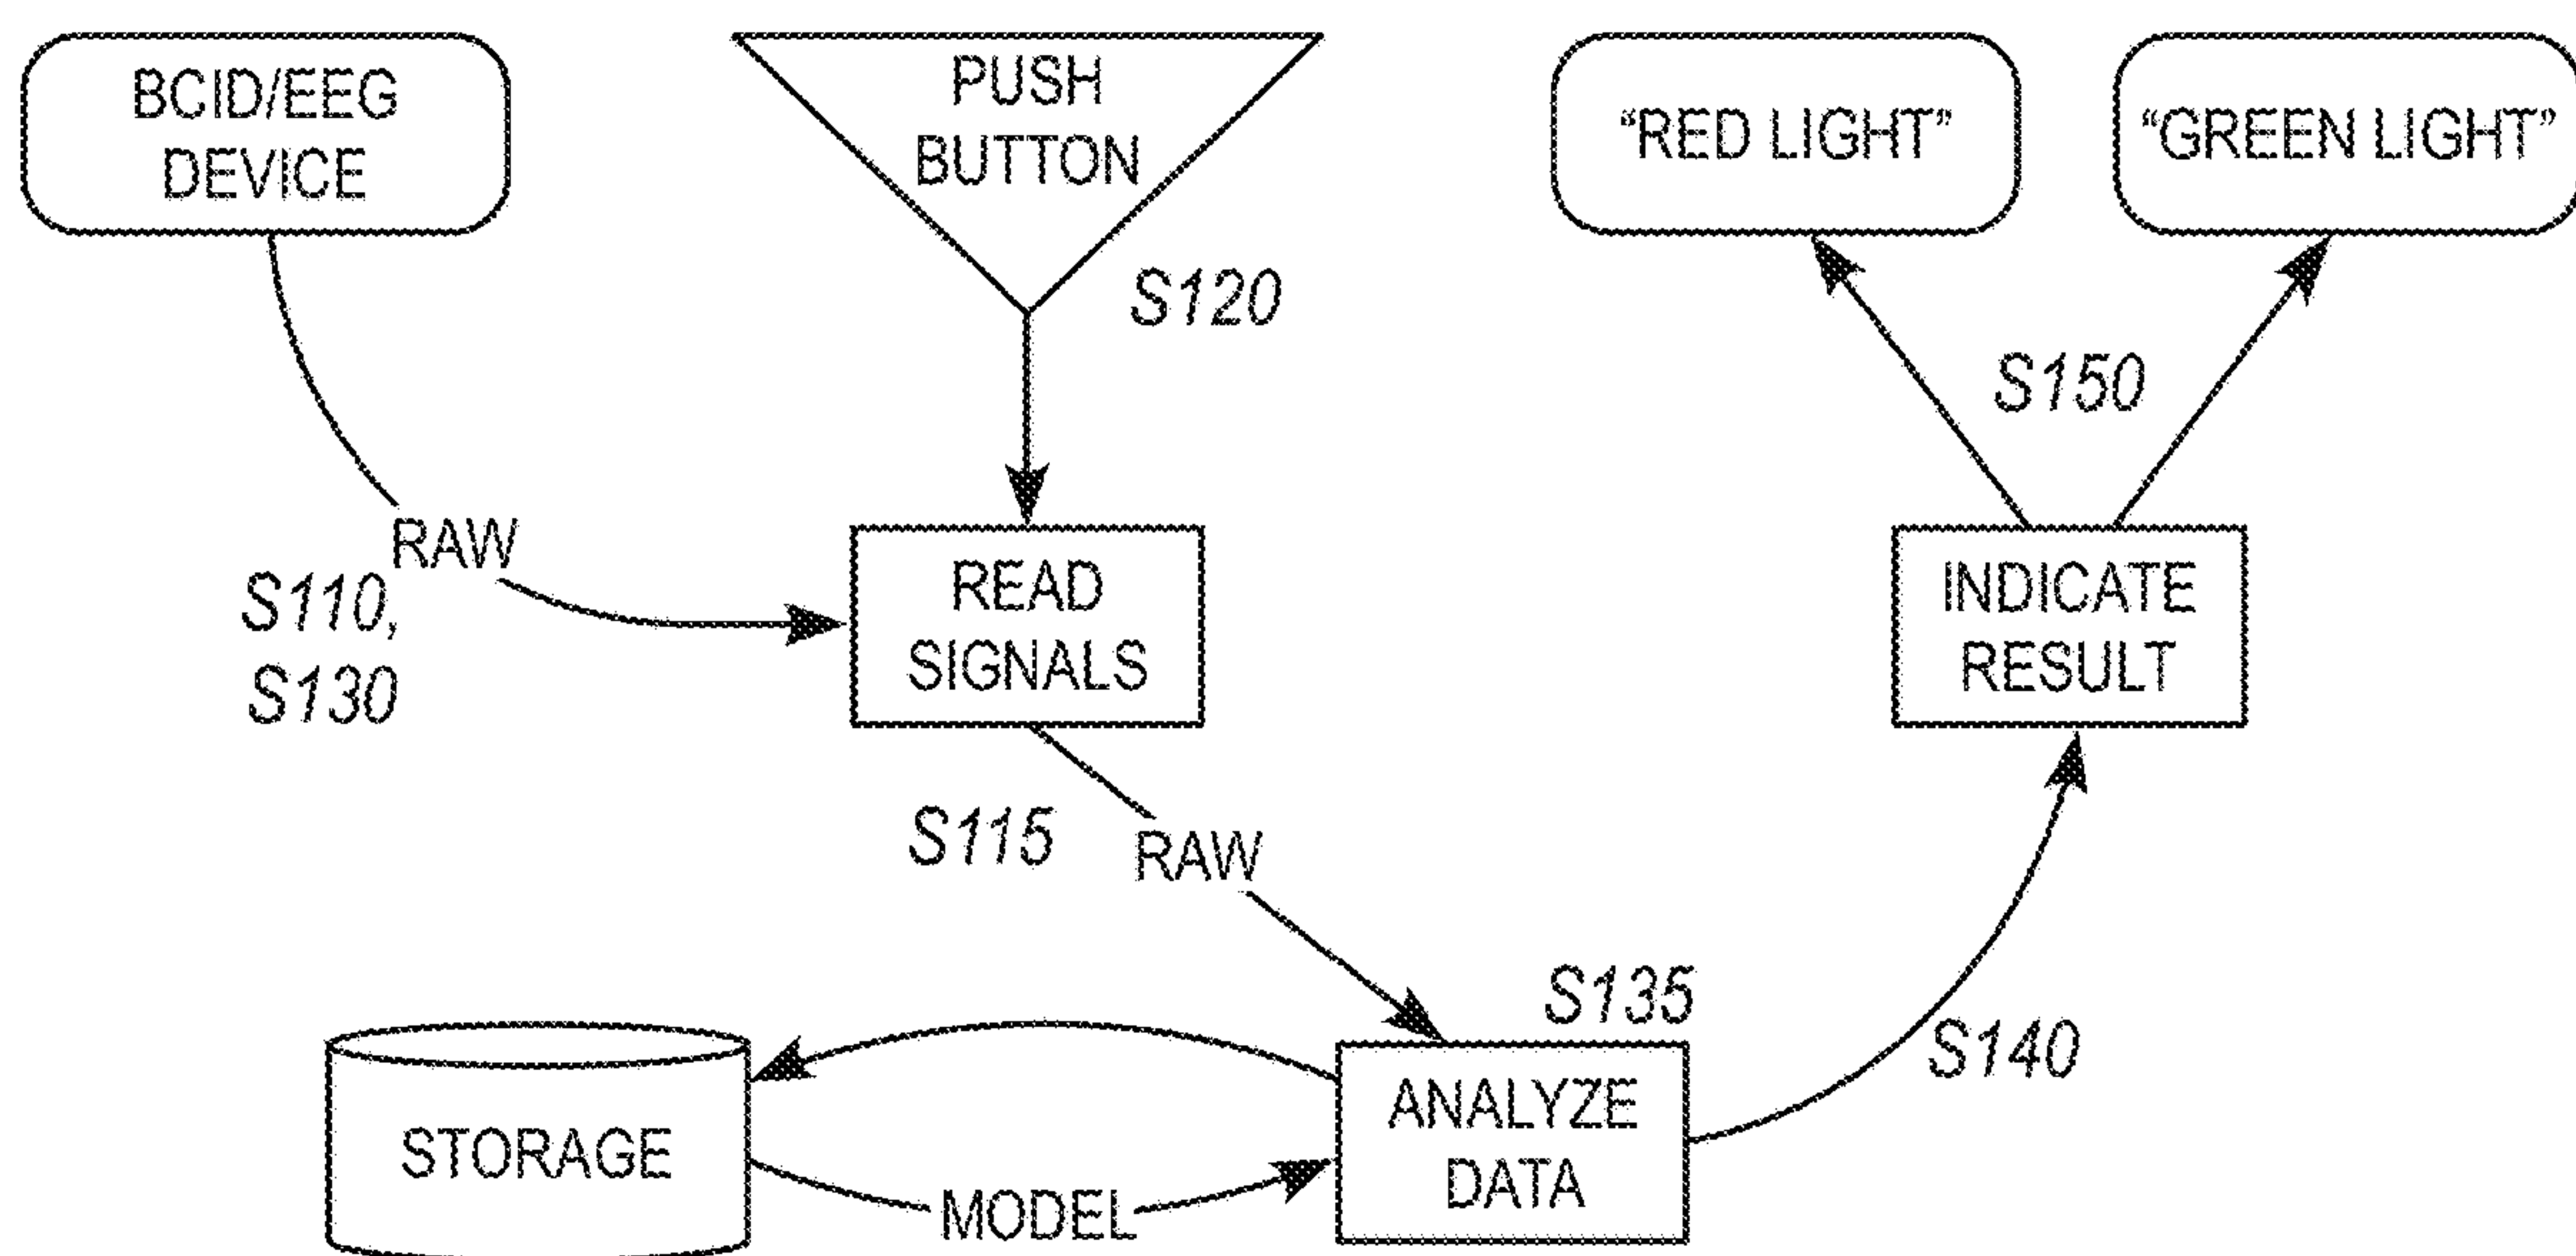 BCID/EEG
DEVICE
PUSH
BUTTON
"RED LIGHT"
"GREEN LIGHT"
S120
S150
RAW
S110,
S130
READ
SIGNALS
INDICATE
RESULT
S115
RAW
S135
S140
STORAGE
MODEL
ANALYZE
DATA